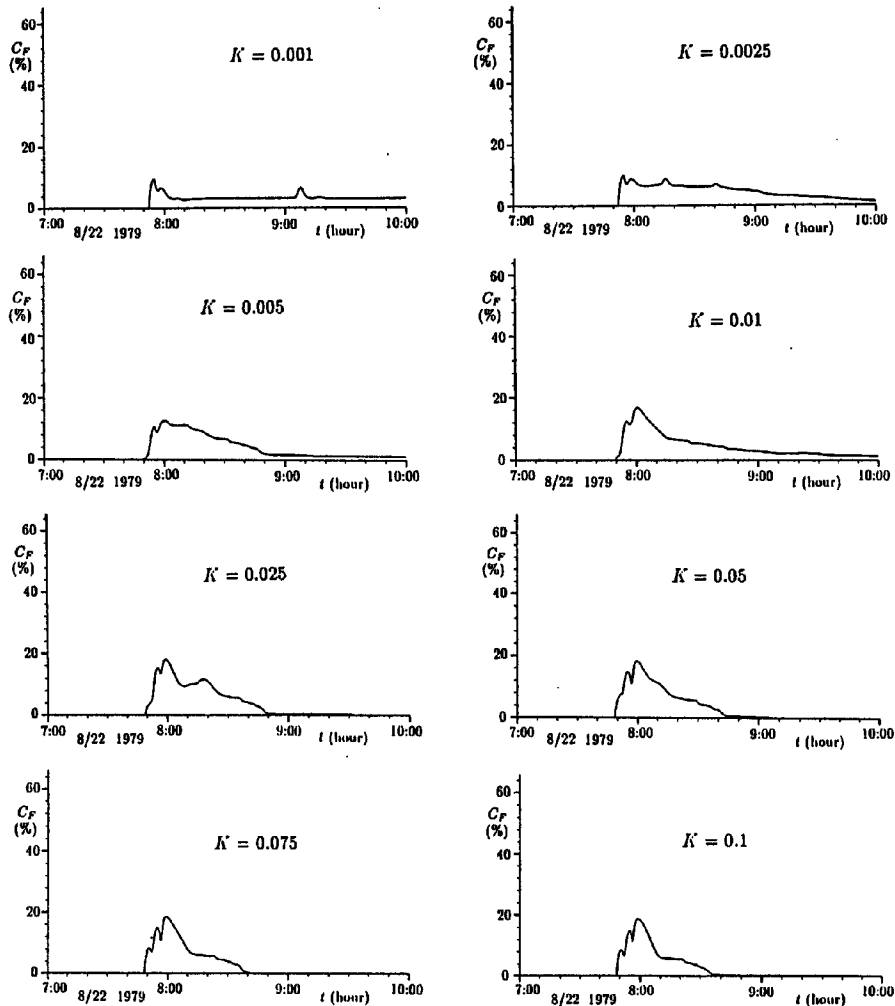 60
C_F
(%)
40
20
0
K = 0.001
7:00 8:00 9:00 10:00
8/22 1979 t (hour)
60
C_F
(%)
40
20
0
K = 0.0025
7:00 8:00 9:00 10:00
8/22 1979 t (hour)
60
C_F
(%)
40
20
0
K = 0.005
7:00 8:00 9:00 10:00
8/22 1979 t (hour)
60
C_F
(%)
40
20
0
K = 0.01
7:00 8:00 9:00 10:00
8/22 1979 t (hour)
60
C_F
(%)
40
20
0
K = 0.025
7:00 8:00 9:00 10:00
8/22 1979 t (hour)
60
C_F
(%)
40
20
0
K = 0.05
7:00 8:00 9:00 10:00
8/22 1979 t (hour)
60
C_F
(%)
40
20
0
K = 0.075
7:00 8:00 9:00 10:00
8/22 1979 t (hour)
60
C_F
(%)
40
20
0
K = 0.1
7:00 8:00 9:00 10:00
8/22 1979 t (hour)